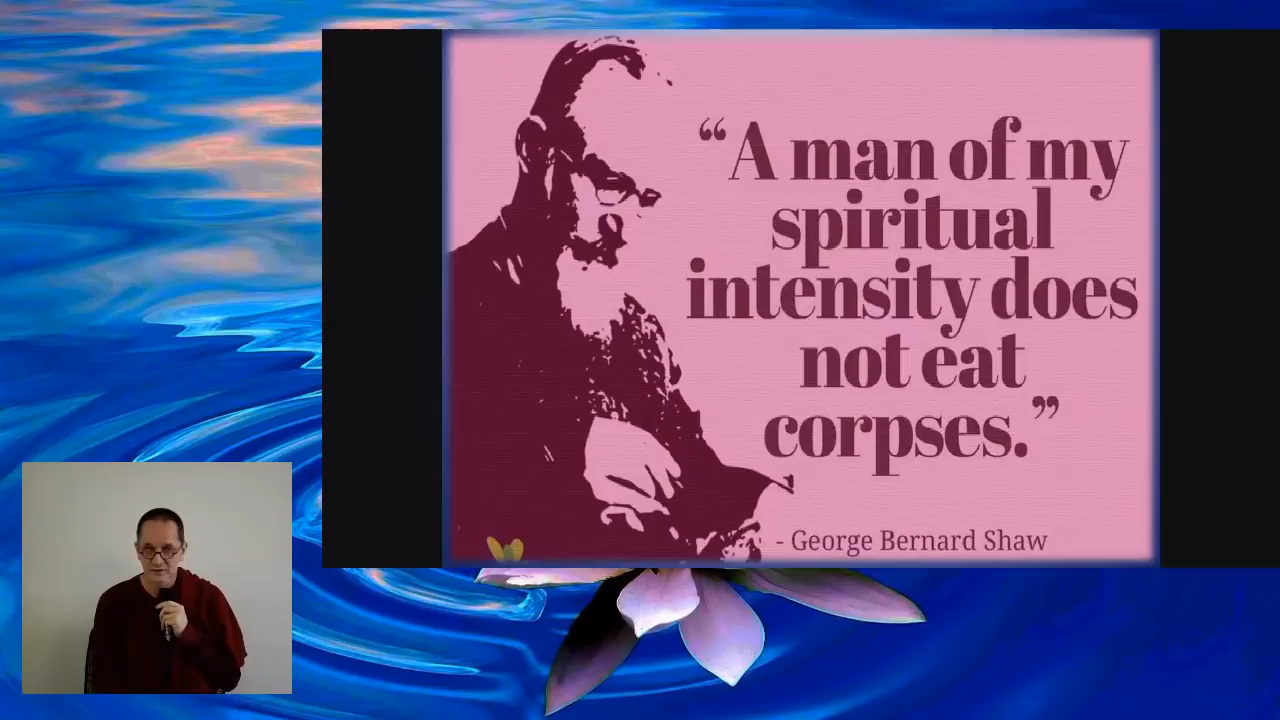 “A man of my
spiritual
intensity does
not eat
corpses.”
- George Bernard Shaw